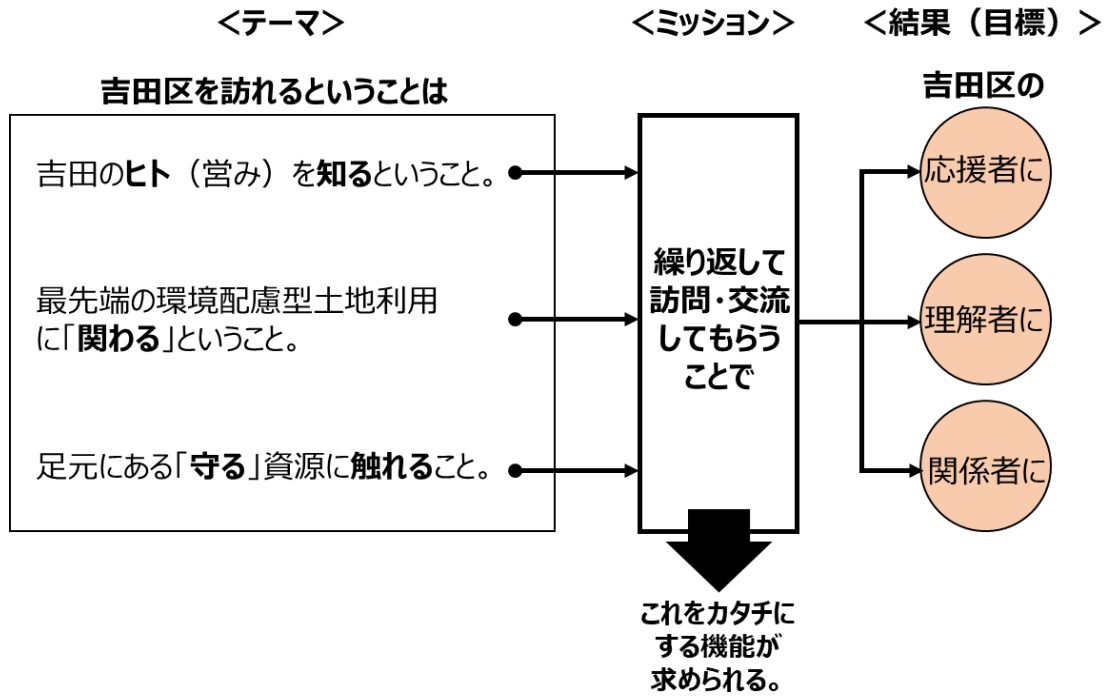 <テーマ>
<ミッション>
<結果（目標）>
吉田区を訪れるということは
吉田のヒト（営み）を知るということ。
最先端の環境配慮型土地利用
に「関わる」ということ。
足元にある「守る」資源に触れること。
繰り返して
訪問・交流
してもらう
ことで
吉田区の
応援者に
理解者に
関係者に
これをカタチに
する機能が
求められる。